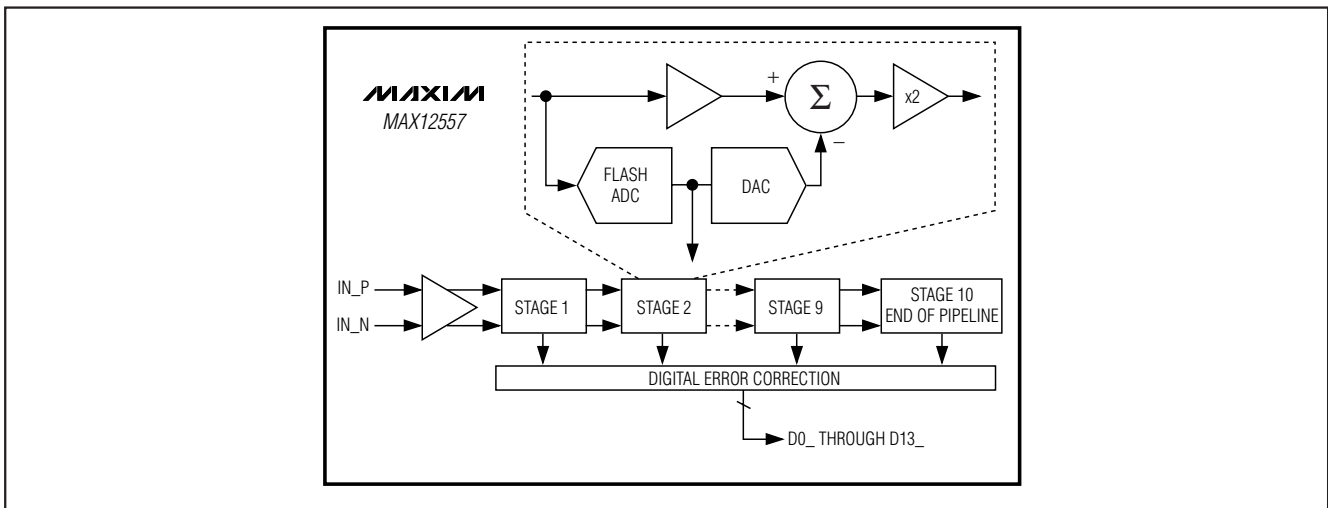 MAXIM
MAX12557
+
Σ
x2
−
FLASH
ADC
DAC
IN_P
IN_N
STAGE 1
STAGE 2
STAGE 9
STAGE 10
END OF PIPELINE
DIGITAL ERROR CORRECTION
D0_ THROUGH D13_